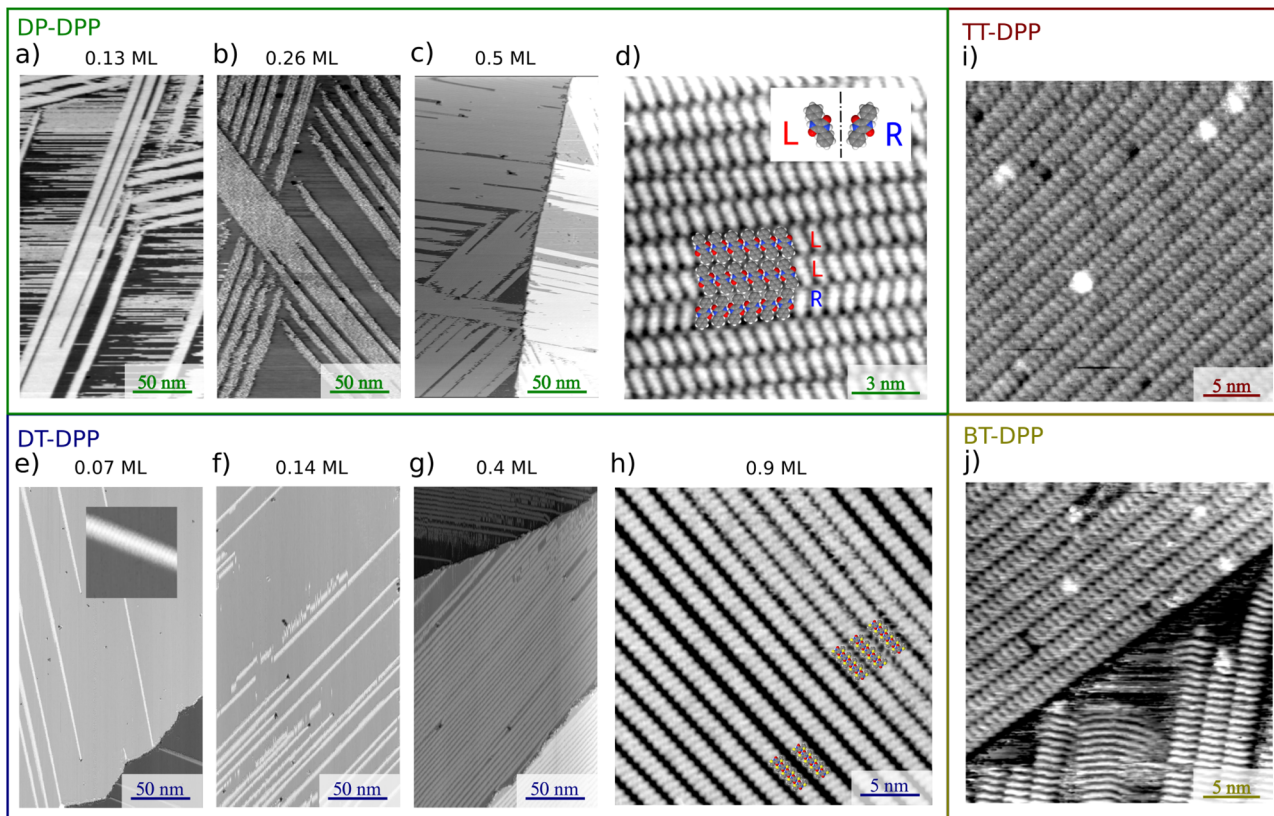 DP-DPP
a)
0.13 ML
50 nm
b)
0.26 ML
50 nm
c)
0.5 ML
50 nm
d)
L
R
L
L
R
3 nm
TT-DPP
i)
5 nm
DT-DPP
e)
0.07 ML
50 nm
f)
0.14 ML
50 nm
g)
0.4 ML
50 nm
h)
0.9 ML
5 nm
BT-DPP
j)
5 nm